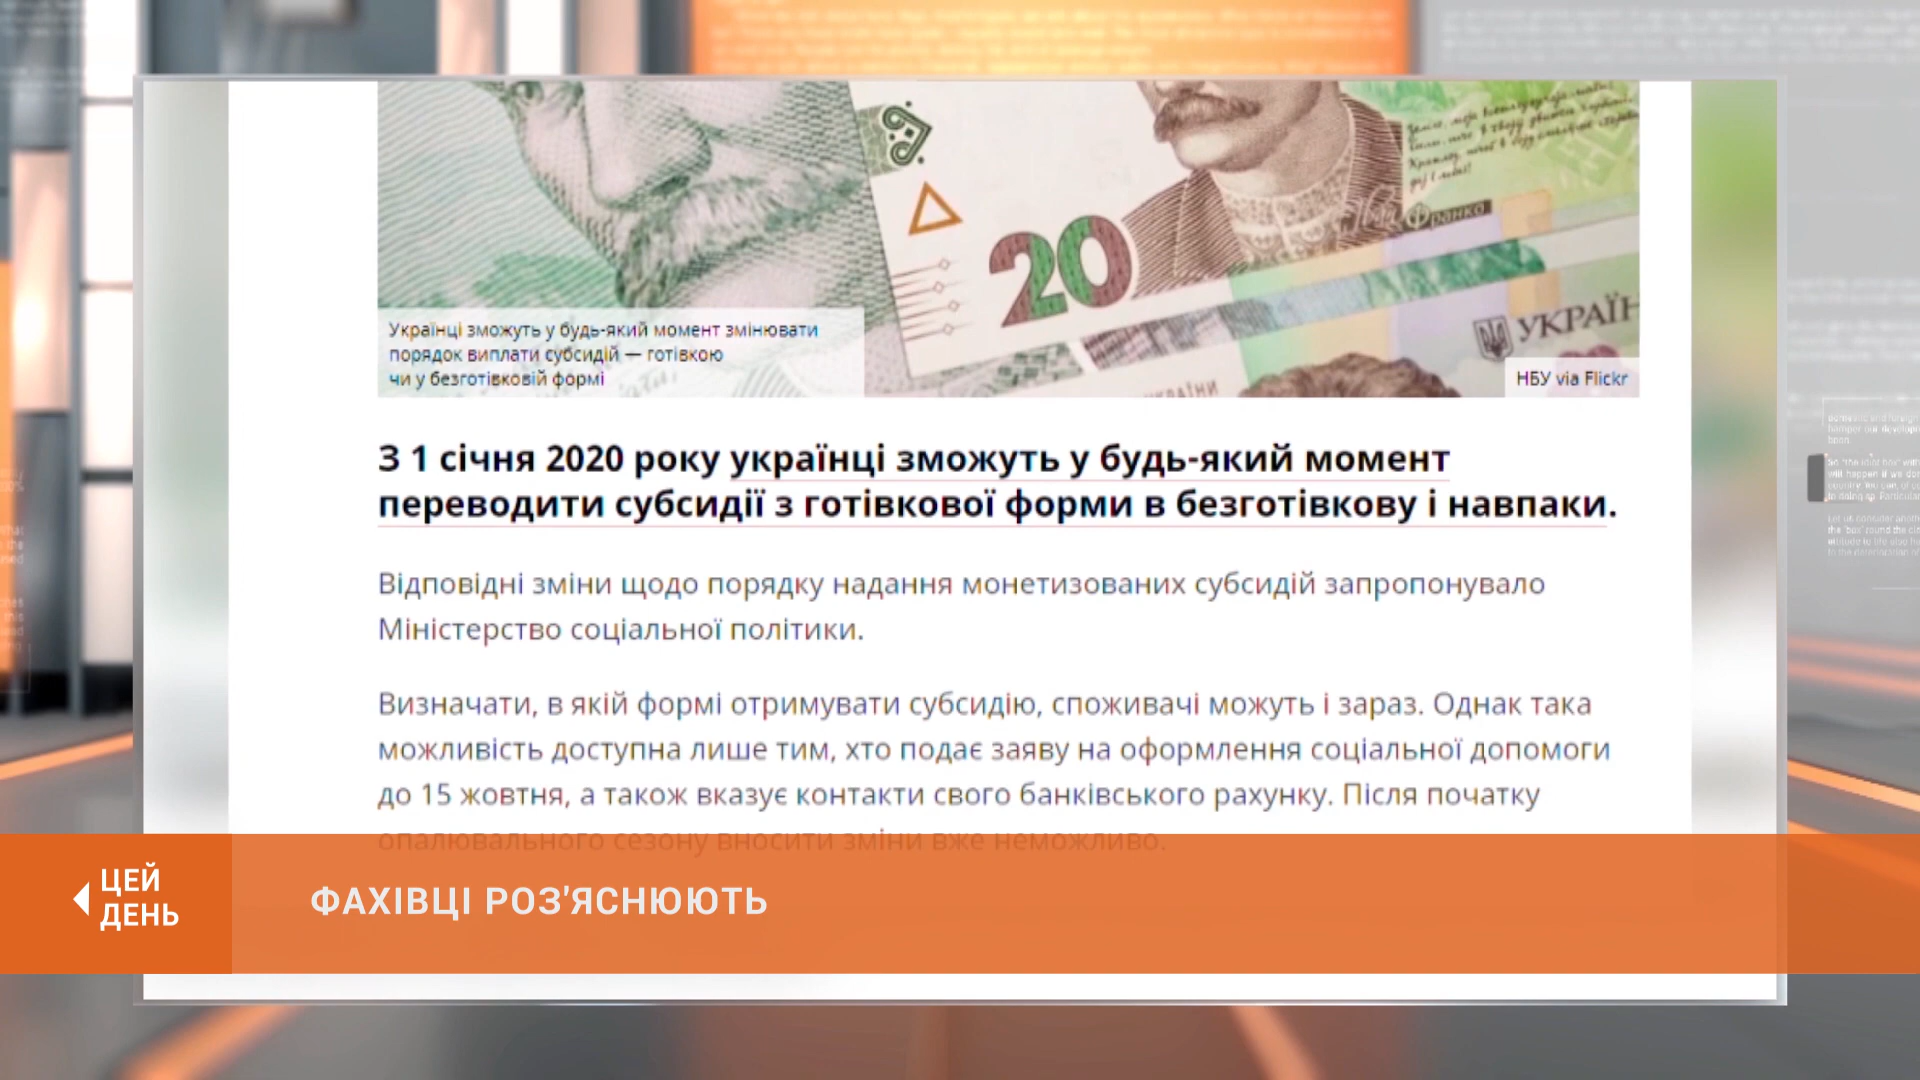 20
Франко
УКРАЇН
Українці зможуть у будь-який момент змінювати
порядок виплати субсидій — готівкою
чи у безготівковій формі
НБУ via Flickr
З 1 січня 2020 року українці зможуть у будь-який момент
переводити субсидії з готівкової форми в безготівкову і навпаки.
Відповідні зміни щодо порядку надання монетизованих субсидій запропонувало
Міністерство соціальної політики.
Визначати, в якій формі отримувати субсидію, споживачі можуть і зараз. Однак така
можливість доступна лише тим, хто подає заяву на оформлення соціальної допомоги
до 15 жовтня, а також вказує контакти свого банківського рахунку. Після початку
опалювального сезону вносити зміни вже неможливо.
ЦЕЙ
ДЕНЬ
ФАХІВЦІ РОЗ'ЯСНЮЮТЬ